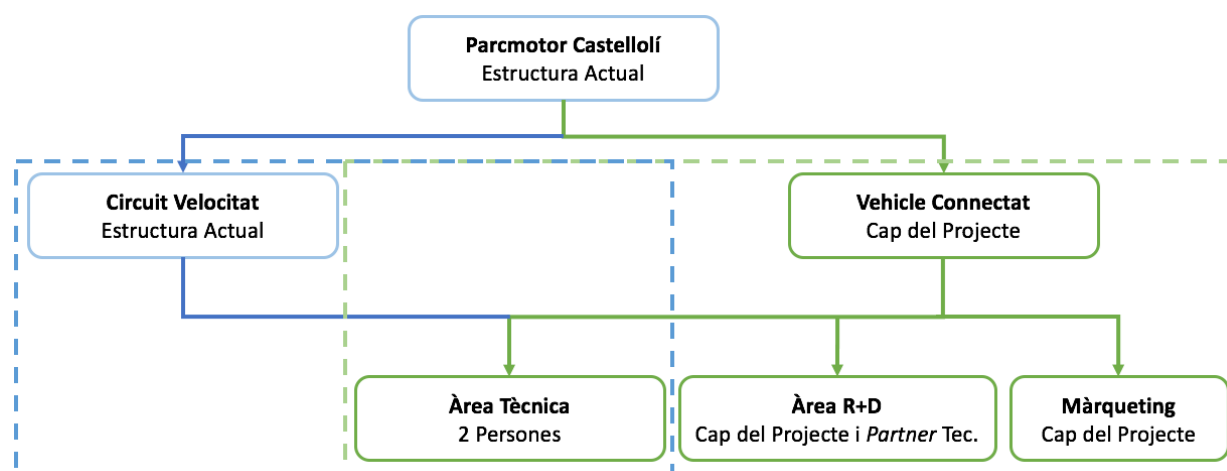 Parcmotor Castellolí
Estructura Actual
Circuit Velocitat
Estructura Actual
Vehicle Connectat
Cap del Projecte
Àrea Tècnica
2 Persones
Àrea R+D
Cap del Projecte i Partner Tec.
Màrqueting
Cap del Projecte